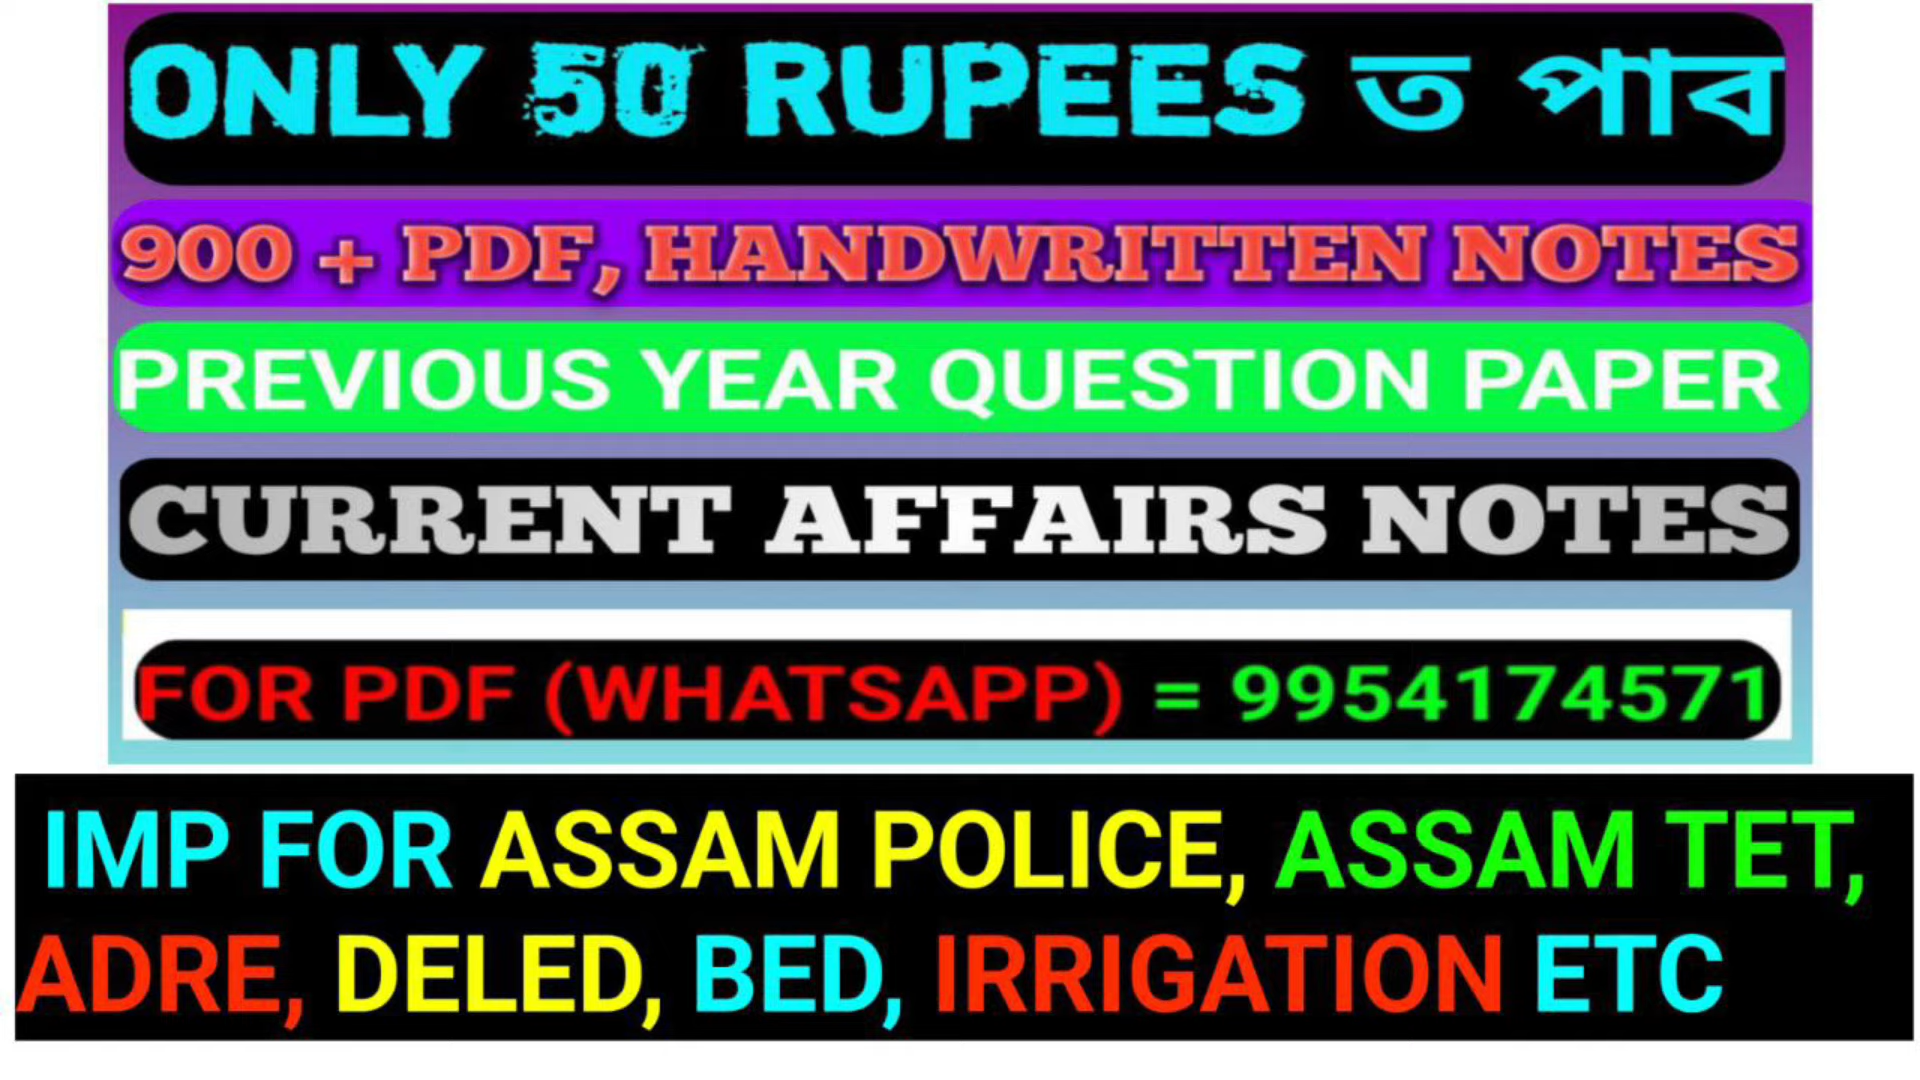 ONLY 50 RUPEES ত পাব
900 + PDF, HANDWRITTEN NOTES
PREVIOUS YEAR QUESTION PAPER
CURRENT AFFAIRS NOTES
FOR PDF (WHATSAPP) = 9954174571
IMP FOR ASSAM POLICE, ASSAM TET,
ADRE, DELED, BED, IRRIGATION ETC